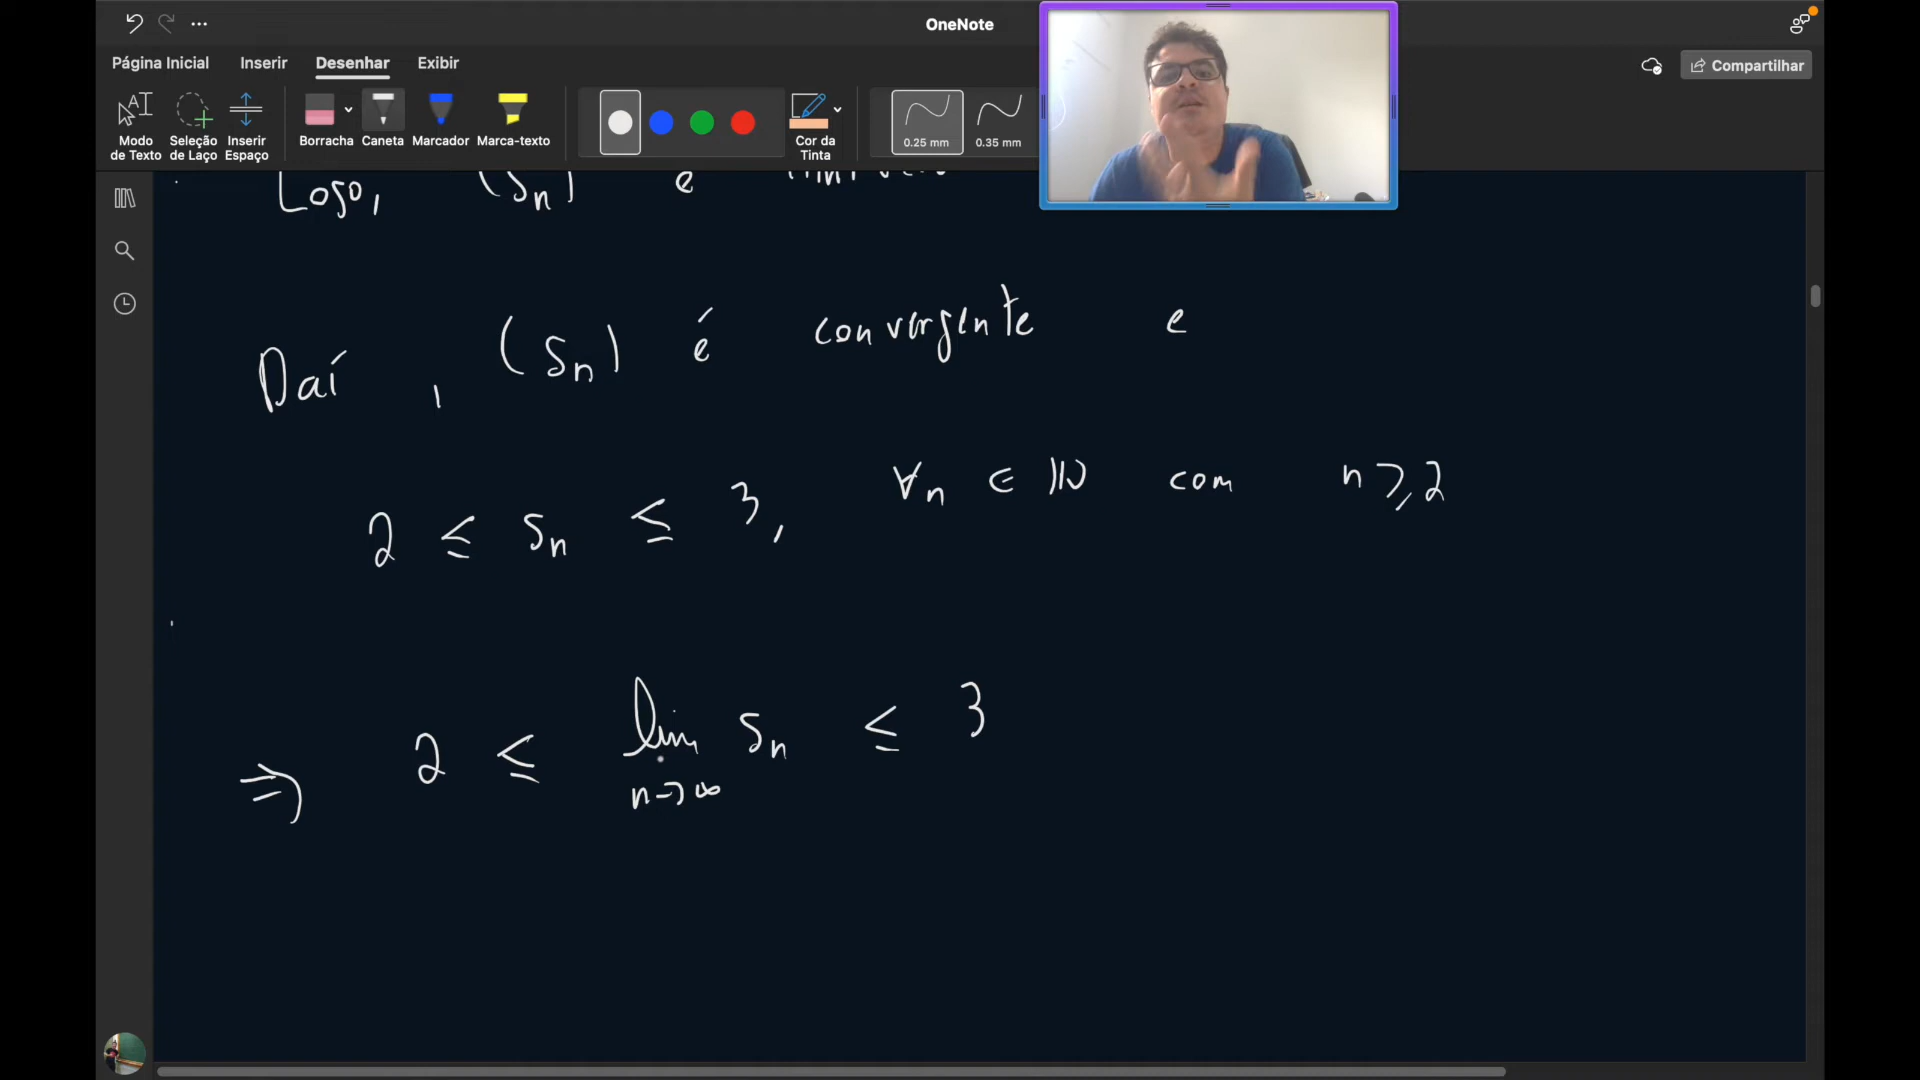 OneNote
Página Inicial Inserir Desenhar Exibir
Compartilhar
Modo de Texto Seleção de Laço Inserir Espaço Borracha Caneta Marcador Marca-texto Cor da Tinta 0.25 mm 0.35 mm
Logo, (Sn) é
Daí, (Sn) é convergente e
2 ≤ Sn ≤ 3, ∀n ∈ ℕ com n ≥ 2
⇒ 2 ≤ lim Sn ≤ 3
n→∞